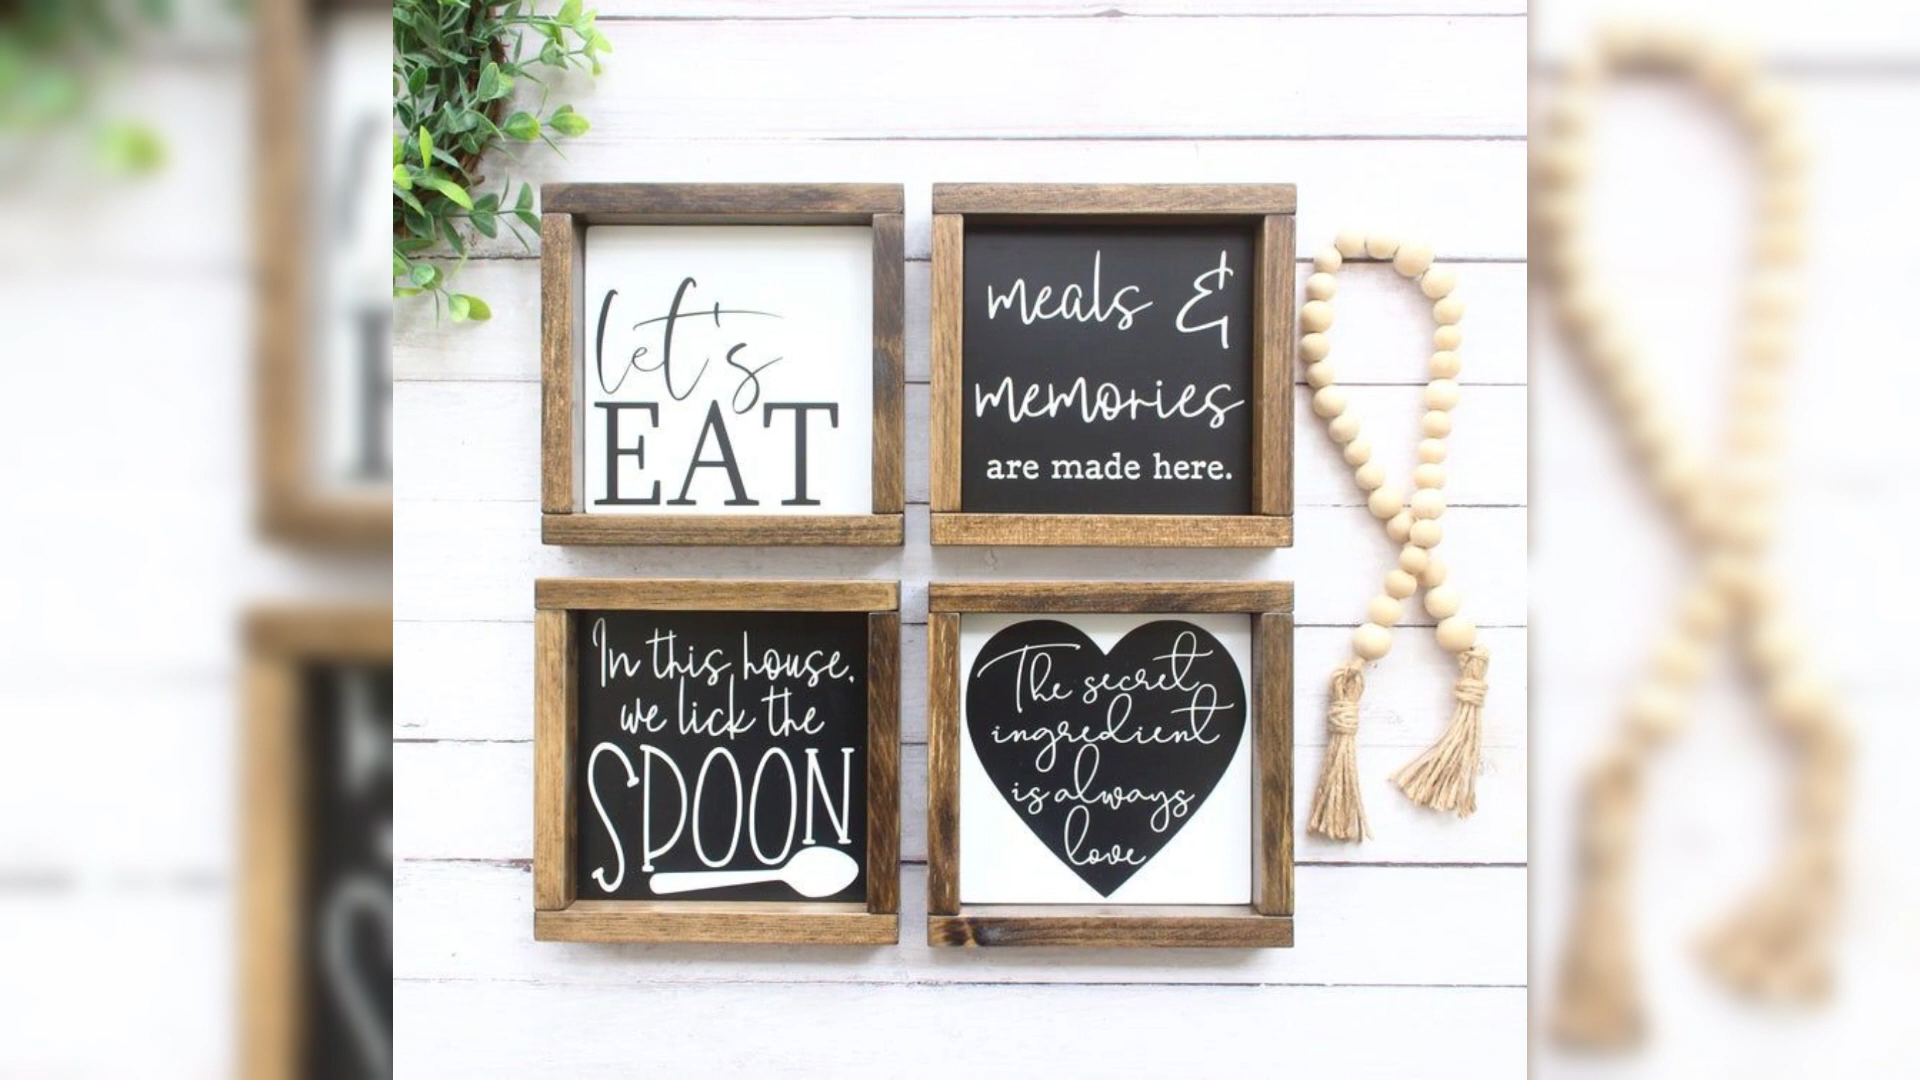 let's
EAT
meals &
memories
are made here.
In this house,
we lick the
SPOON
The secret
ingredient
is always
love